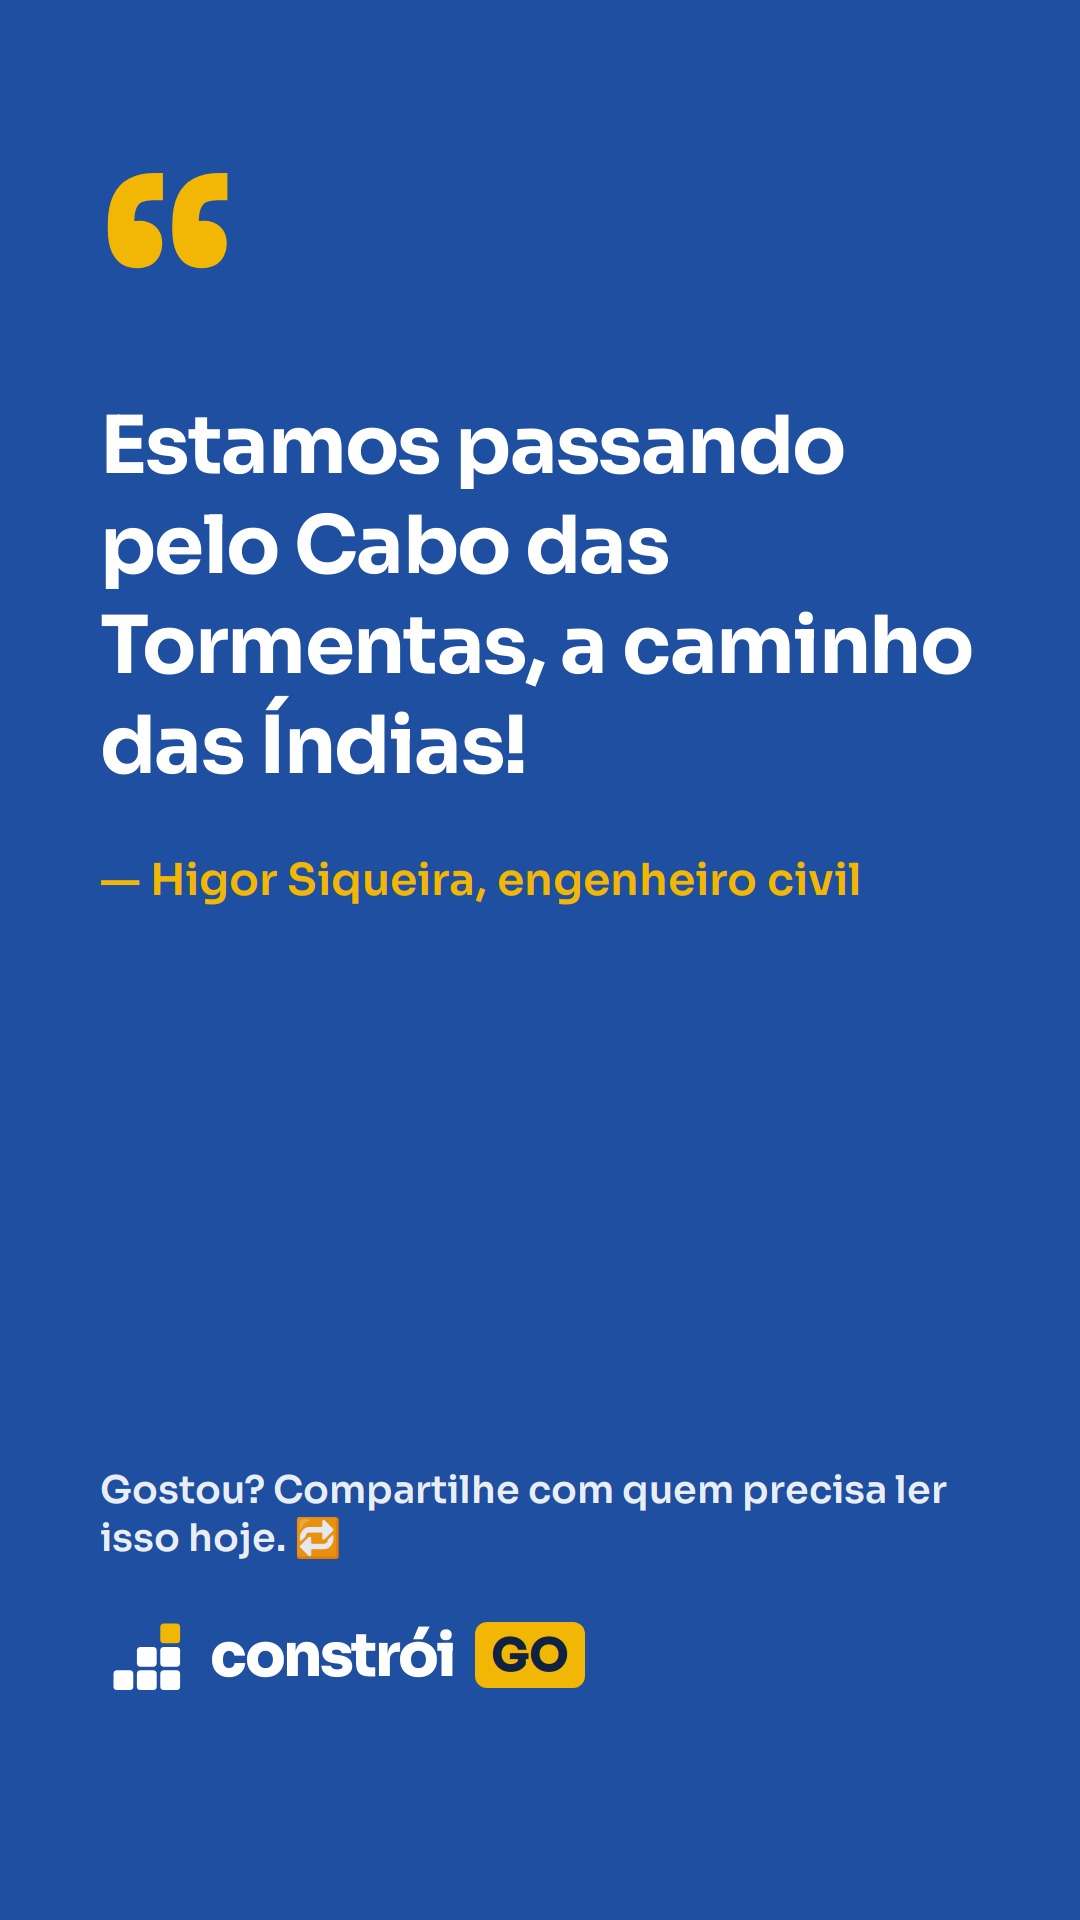 “
Estamos passando
pelo Cabo das
Tormentas, a caminho
das Índias!
— Higor Siqueira, engenheiro civil
Gostou? Compartilhe com quem precisa ler
isso hoje. 🔁
constrói GO